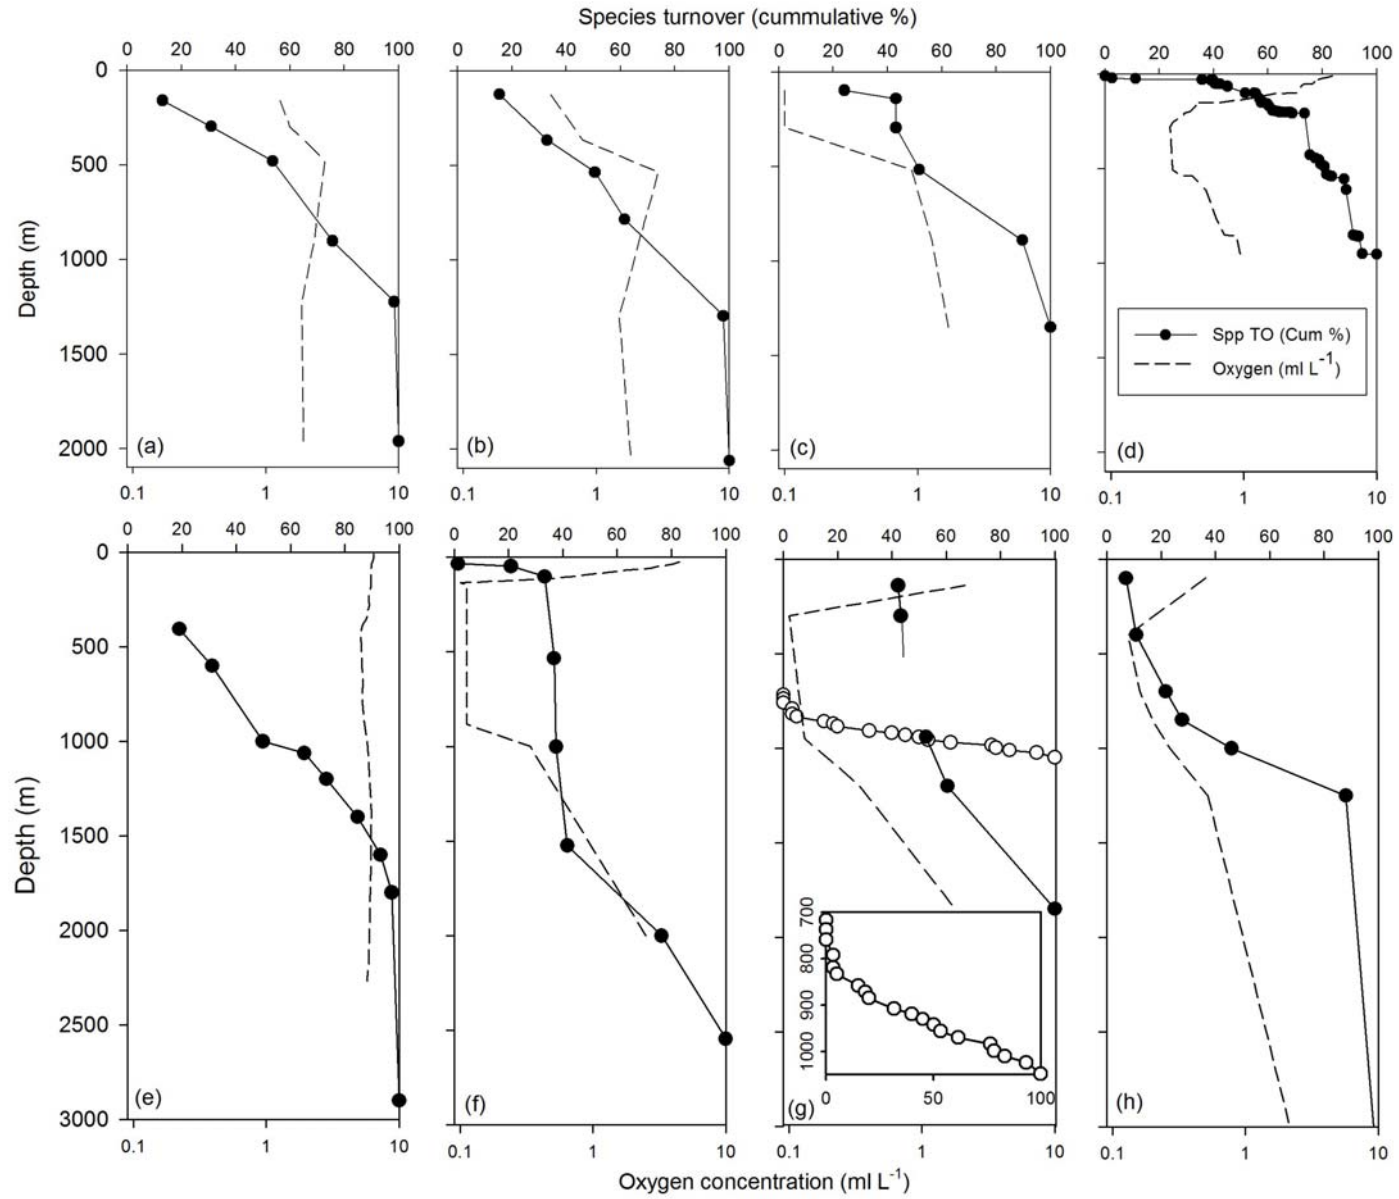 Species turnover (cummulative %)
0 20 40 60 80 100
0 20 40 60 80 100
0 20 40 60 80 100
0 20 40 60 80 100
0
500
1000
1500
2000
Depth (m)
Spp TO (Cum %)
Oxygen (ml L-1)
(a)
(b)
(c)
(d)
0.1 1 10
0.1 1 10
0.1 1 10
0.1 1 10
0 20 40 60 80 100
0 20 40 60 80 100
0 20 40 60 80 100
0 20 40 60 80 100
0
500
1000
1500
2000
2500
3000
Depth (m)
700
800
900
1000
0 50 100
(e)
(f)
(g)
(h)
0.1 1 10
0.1 1 10
0.1 1 10
0.1 1 10
Oxygen concentration (ml L-1)